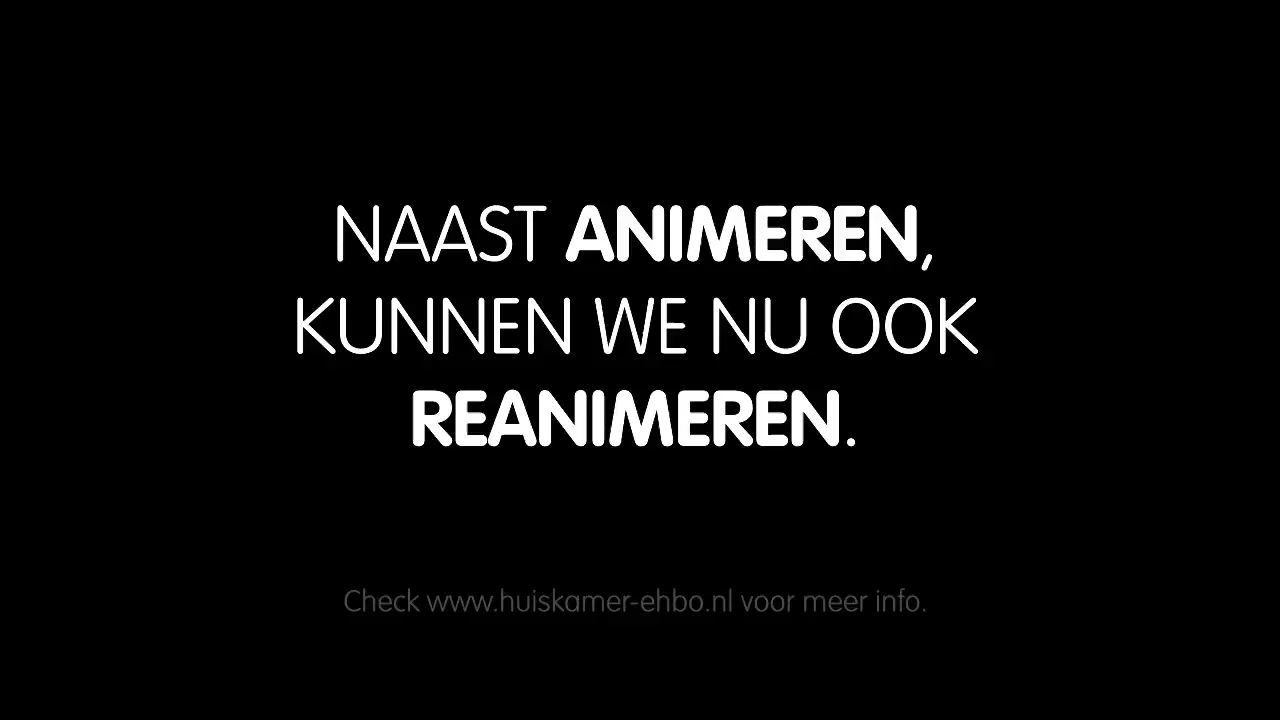 NAAST ANIMEREN,
KUNNEN WE NU OOK
REANIMEREN.
Check www.huiskamer-ehbo.nl voor meer info.